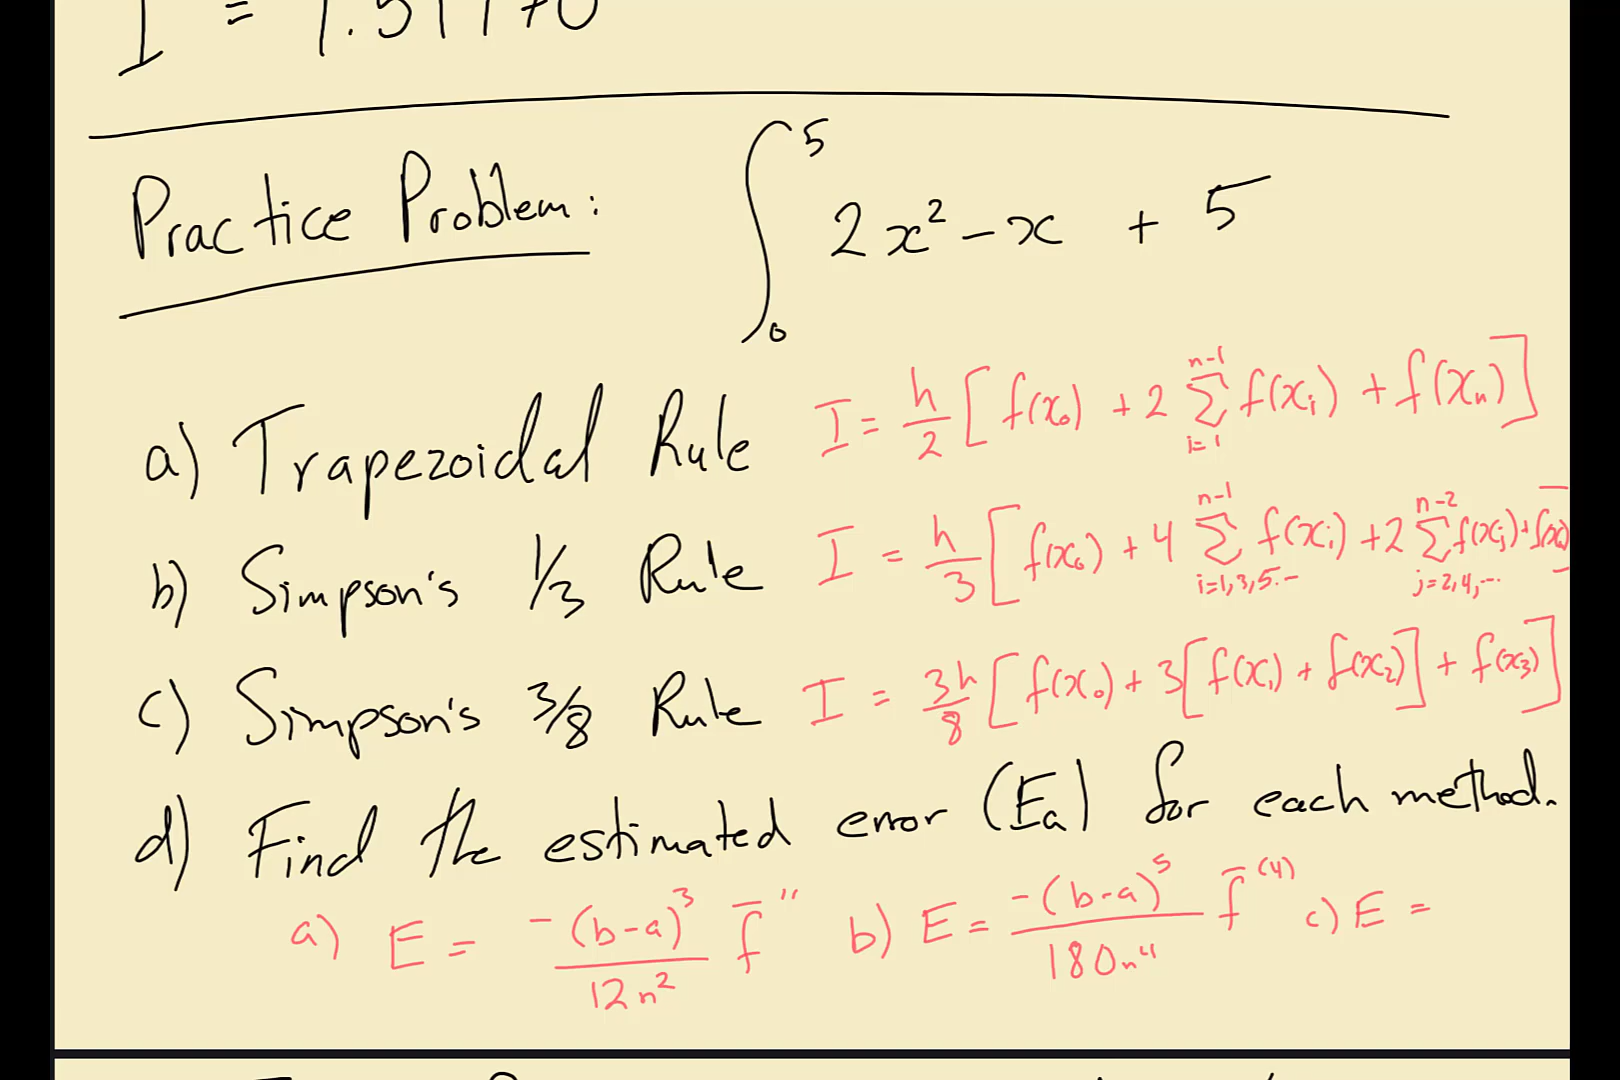 Practice Problem: ∫₀⁵ 2x² - x + 5
a) Trapezoidal Rule I = h/2 [f(x₀) + 2 Σ_{i=1}^{n-1} f(xᵢ) + f(xₙ)]
b) Simpson's 1/3 Rule I = h/3 [f(x₀) + 4 Σ_{i=1,3,5..}^{n-1} f(xᵢ) + 2 Σ_{j=2,4,...}^{n-2} f(xⱼ) + f(xₙ)]
c) Simpson's 3/8 Rule I = 3h/8 [f(x₀) + 3[f(x₁) + f(x₂)] + f(x₃)]
d) Find the estimated error (Ea) for each method.
a) E = -(b-a)³/12n² f̄'' b) E = -(b-a)⁵/180n⁴ f̄⁽⁴⁾ c) E =